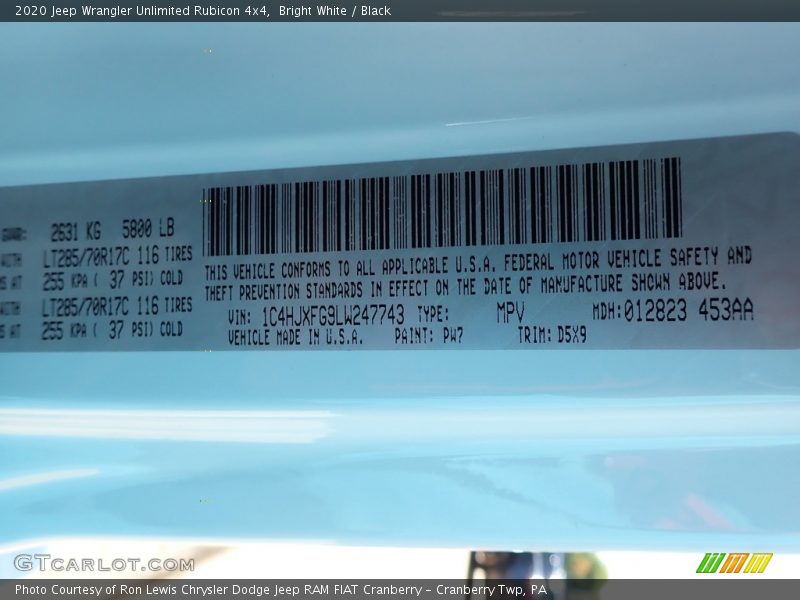 2020 Jeep Wrangler Unlimited Rubicon 4x4, Bright White / Black
2631 KG 5800 LB
LT285/70R17C 116 TIRES
255 KPA ( 37 PSI) COLD
WITH LT285/70R17C 116 TIRES
255 KPA ( 37 PSI) COLD
THIS VEHICLE CONFORMS TO ALL APPLICABLE U.S.A. FEDERAL MOTOR VEHICLE SAFETY AND
THEFT PREVENTION STANDARDS IN EFFECT ON THE DATE OF MANUFACTURE SHOWN ABOVE.
VIN: 1C4HJXFG9LW247743 TYPE: MPV MDH:012823 453AA
VEHICLE MADE IN U.S.A. PAINT: PW7 TRIM: D5X9
GTCARLOT.COM
Photo Courtesy of Ron Lewis Chrysler Dodge Jeep RAM FIAT Cranberry – Cranberry Twp, PA